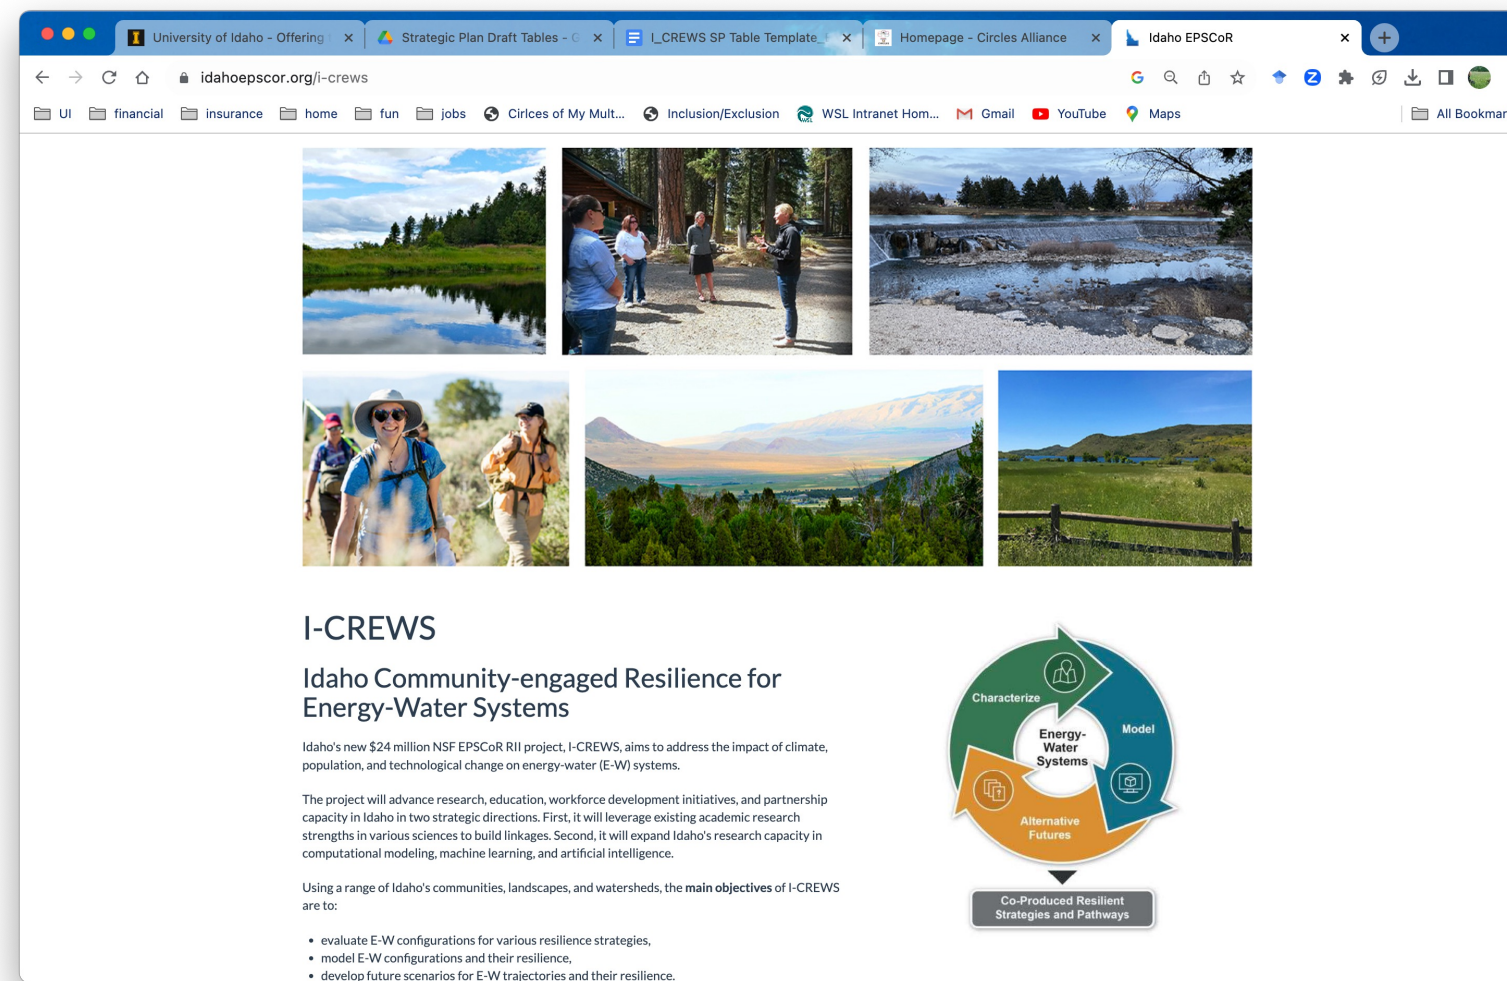 University of Idaho - Offering
Strategic Plan Draft Tables - G
I_CREWS SP Table Template_
Homepage - Circles Alliance
Idaho EPSCoR
idahoepscor.org/i-crews
UI
financial
insurance
home
fun
jobs
Cirlces of My Mult...
Inclusion/Exclusion
WSL Intranet Hom...
Gmail
YouTube
Maps
All Bookmar
I-CREWS
Idaho Community-engaged Resilience for
Energy-Water Systems
Idaho's new $24 million NSF EPSCoR RII project, I-CREWS, aims to address the impact of climate,
population, and technological change on energy-water (E-W) systems.
The project will advance research, education, workforce development initiatives, and partnership
capacity in Idaho in two strategic directions. First, it will leverage existing academic research
strengths in various sciences to build linkages. Second, it will expand Idaho's research capacity in
computational modeling, machine learning, and artificial intelligence.
Using a range of Idaho's communities, landscapes, and watersheds, the main objectives of I-CREWS
are to:
• evaluate E-W configurations for various resilience strategies,
• model E-W configurations and their resilience,
• develop future scenarios for E-W trajectories and their resilience.
Characterize
Model
Energy-
Water
Systems
Alternative
Futures
Co-Produced Resilient
Strategies and Pathways